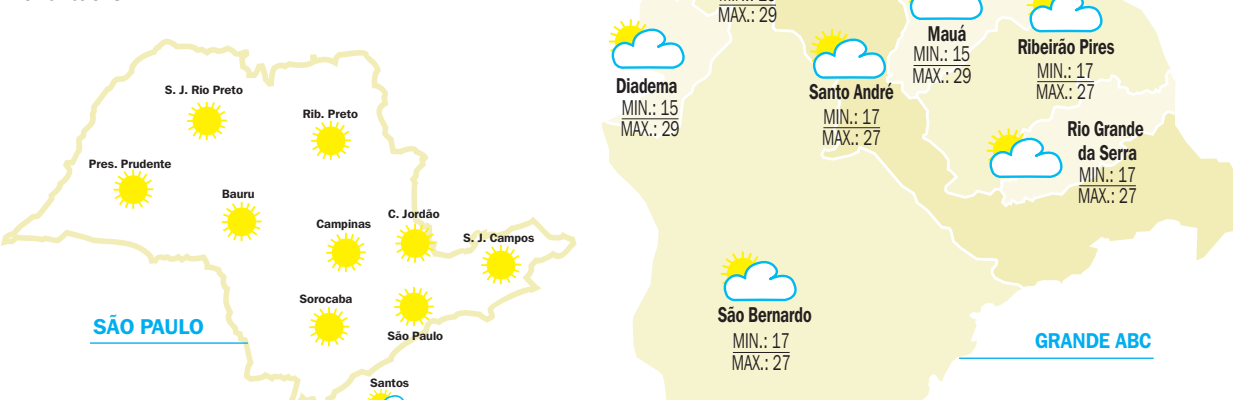 S. J. Rio Preto
Rib. Preto
Pres. Prudente
Bauru
Campinas
C. Jordão
S. J. Campos
Sorocaba
São Paulo
SÃO PAULO
Santos
MAX.: 29
Diadema
MIN.: 15
MAX.: 29
Santo André
MIN.: 17
MAX.: 27
Mauá
MIN.: 15
MAX.: 29
Ribeirão Pires
MIN.: 17
MAX.: 27
Rio Grande
da Serra
MIN.: 17
MAX.: 27
São Bernardo
MIN.: 17
MAX.: 27
GRANDE ABC